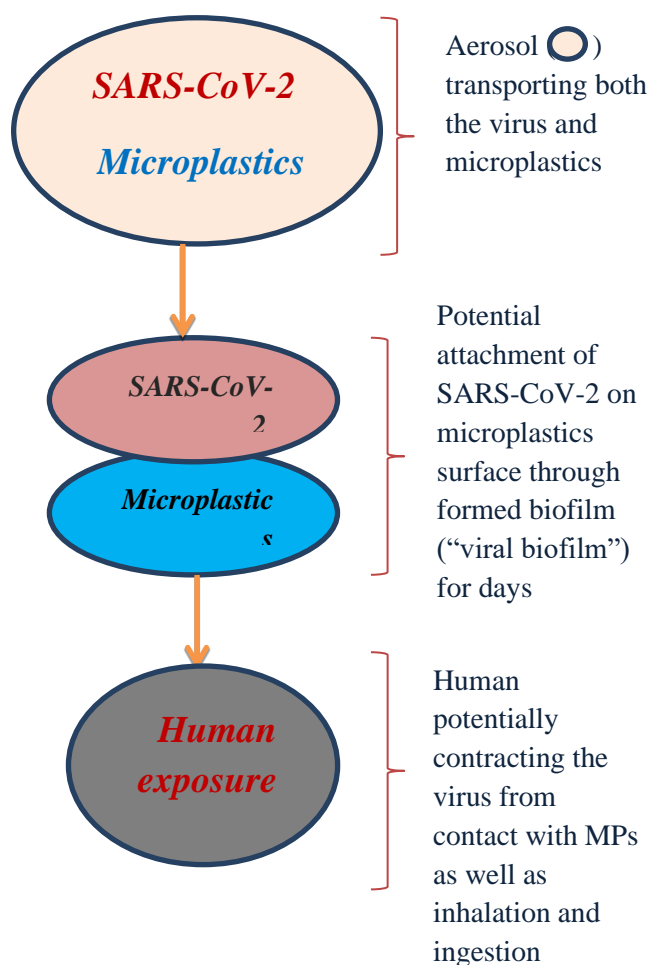 SARS-CoV-2
Microplastics
Aerosol ( )
transporting both
the virus and
microplastics
SARS-CoV-
2
Microplastic
s
Potential
attachment of
SARS-CoV-2 on
microplastics
surface through
formed biofilm
(“viral biofilm”)
for days
Human
exposure
Human
potentially
contracting the
virus from
contact with MPs
as well as
inhalation and
ingestion